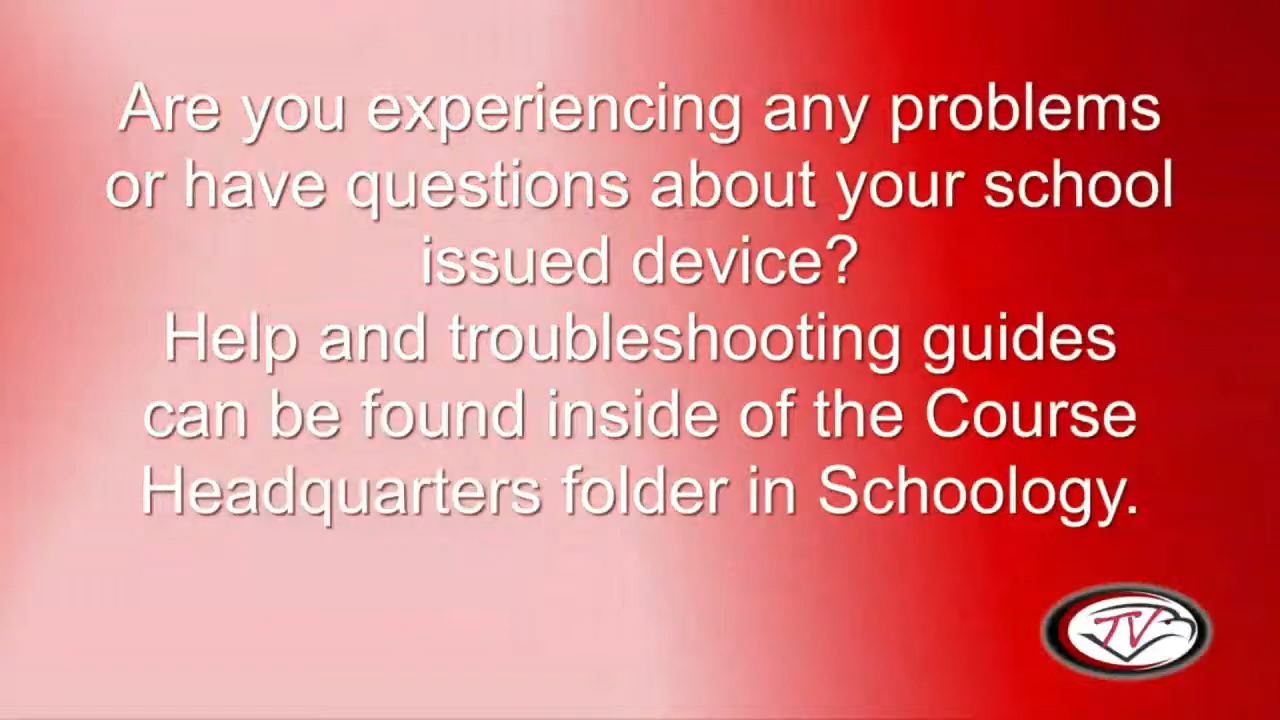 Are you experiencing any problems
or have questions about your school
issued device?
Help and troubleshooting guides
can be found inside of the Course
Headquarters folder in Schoology.
TV